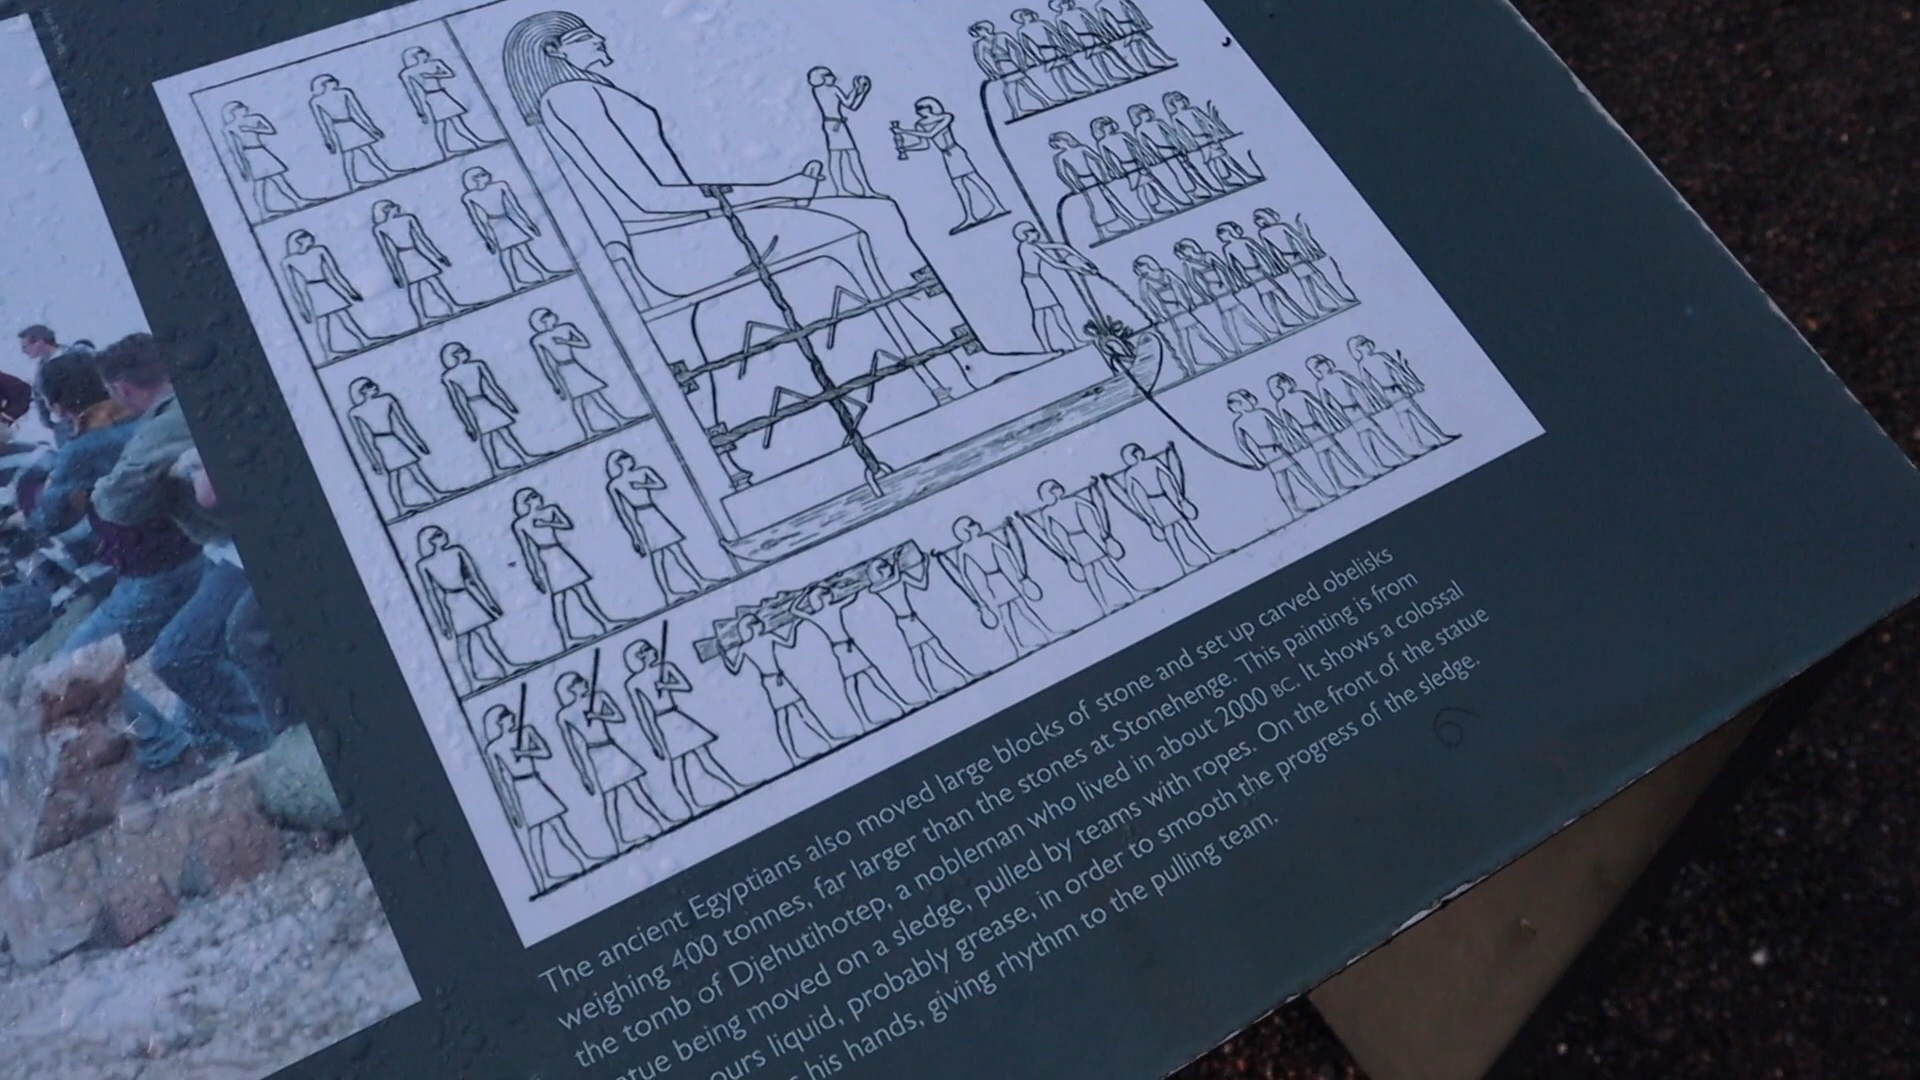 The ancient Egyptians also moved large blocks of stone and set up carved obelisks
weighing 400 tonnes, far larger than the stones at Stonehenge. This painting is from
the tomb of Djehutihotep, a nobleman who lived in about 2000 BC. It shows a colossal
being moved on a sledge, pulled by teams with ropes. On the front of the statue
liquid, probably grease, in order to smooth the progress of the sledge.
his hands, giving rhythm to the pulling team.